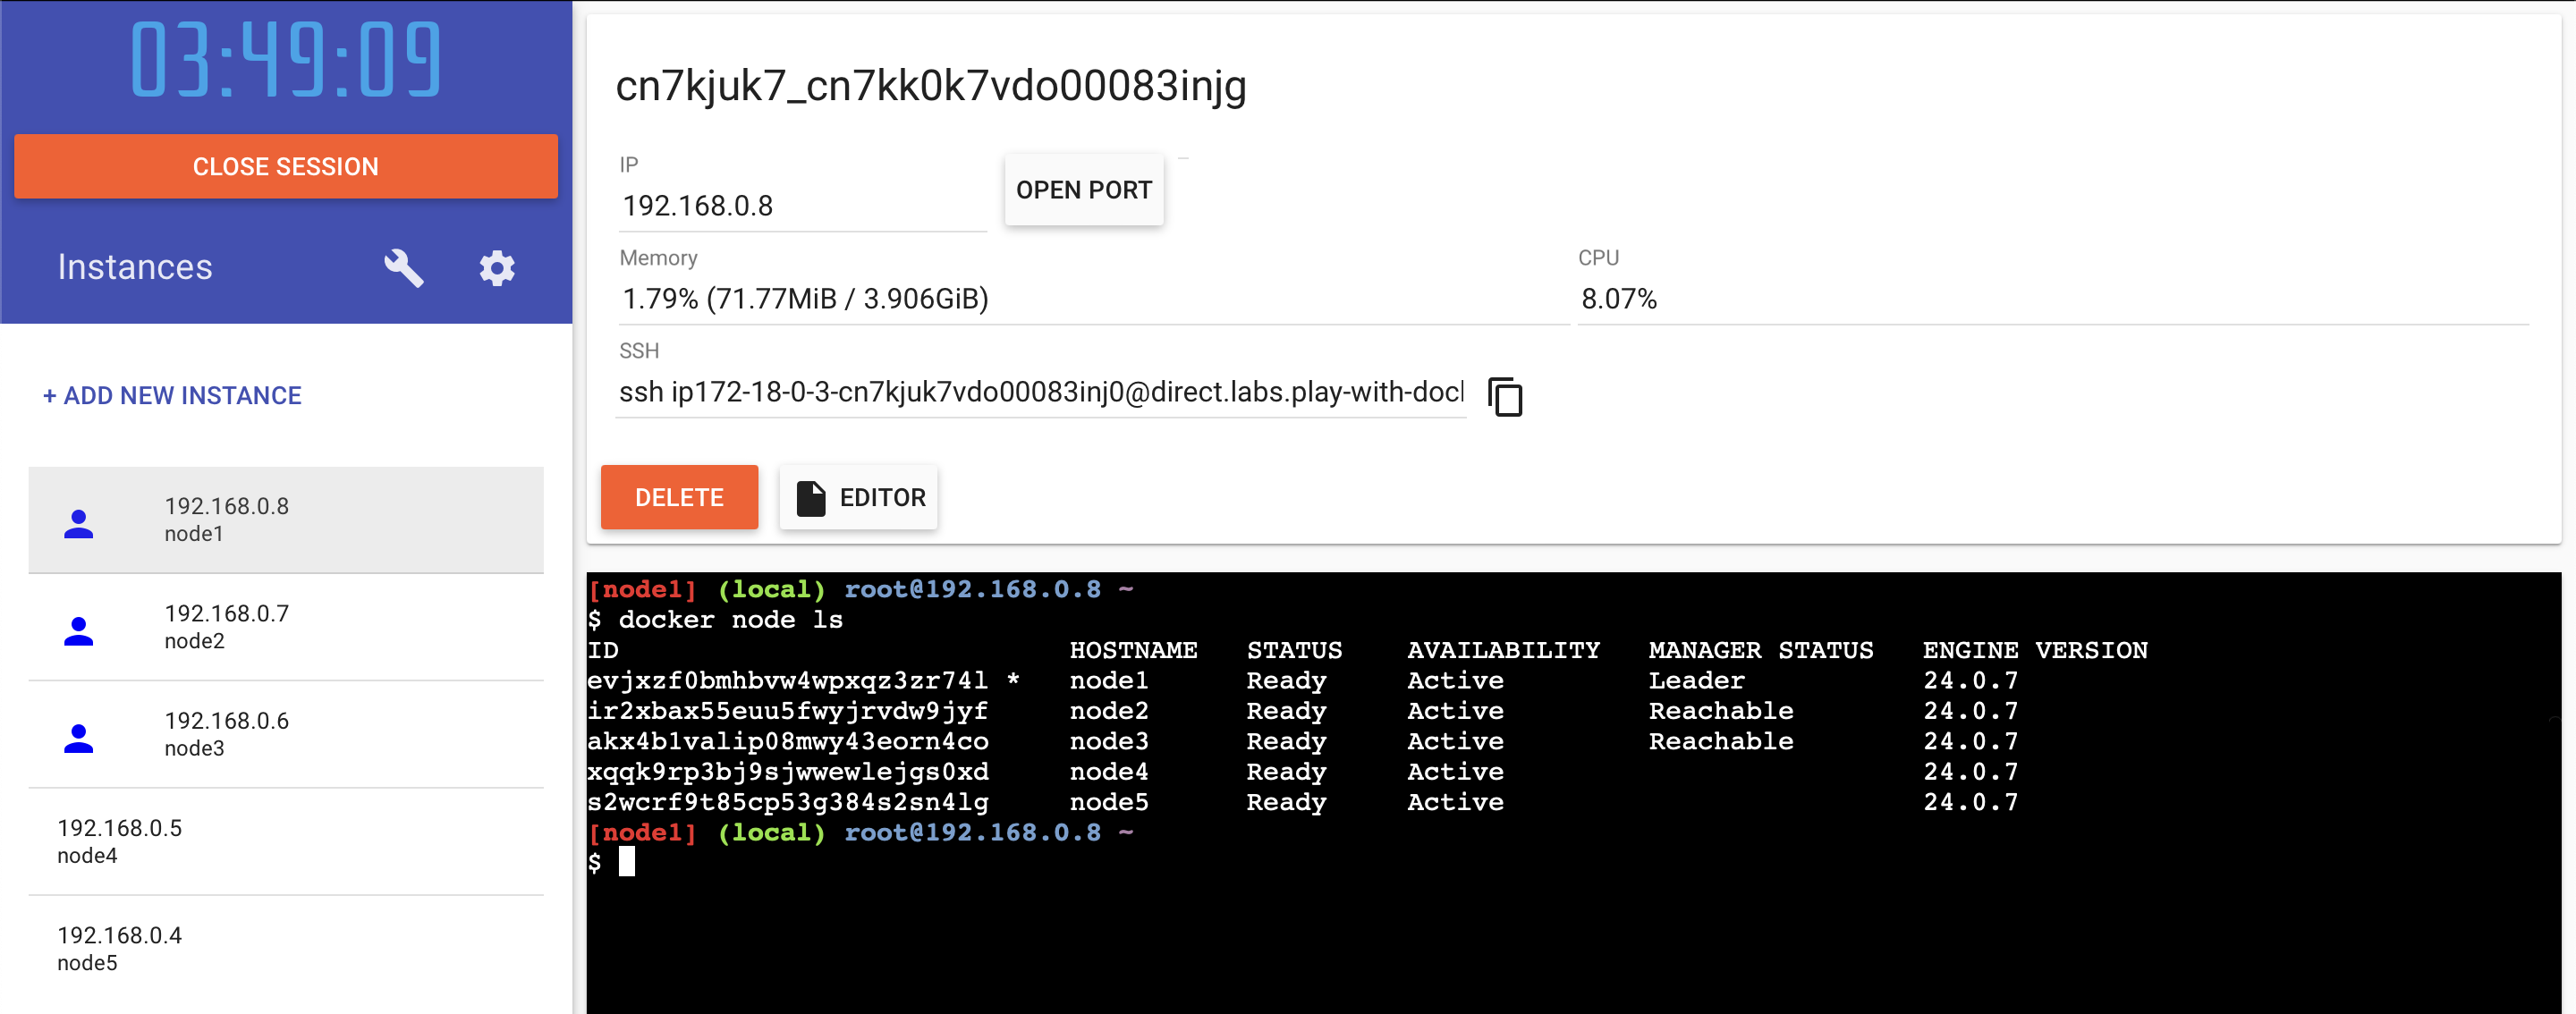 03:49:09
CLOSE SESSION
Instances
+ ADD NEW INSTANCE
192.168.0.8
node1
192.168.0.7
node2
192.168.0.6
node3
192.168.0.5
node4
192.168.0.4
node5
cn7kjuk7_cn7kk0k7vdo00083injg
IP
192.168.0.8
OPEN PORT
Memory
1.79% (71.77MiB / 3.906GiB)
CPU
8.07%
SSH
ssh ip172-18-0-3-cn7kjuk7vdo00083inj0@direct.labs.play-with-docl
DELETE
EDITOR
[node1] (local) root@192.168.0.8 ~
$ docker node ls
ID HOSTNAME STATUS AVAILABILITY MANAGER STATUS ENGINE VERSION
evjxzf0bmhbvw4wpxqz3zr74l * node1 Ready Active Leader 24.0.7
ir2xbax55euu5fwyjrvdw9jyf node2 Ready Active Reachable 24.0.7
akx4b1valip08mwy43eorn4co node3 Ready Active Reachable 24.0.7
xqqk9rp3bj9sjwwewlejgs0xd node4 Ready Active 24.0.7
s2wcrf9t85cp53g384s2sn4lg node5 Ready Active 24.0.7
[node1] (local) root@192.168.0.8 ~
$